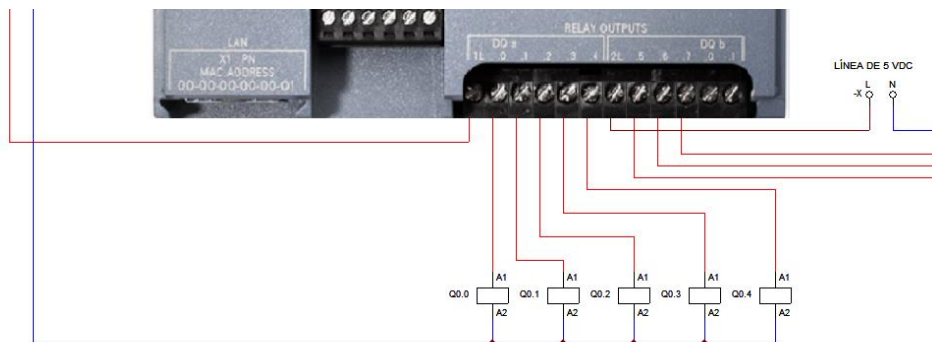 RELAY OUTPUTS
LAN
DQ a
DQ b
1L .0 .1 .2 .3 .4 2L .5 .6 .7 .0 .1
X1 PN
MAC ADDRESS
00-00-00-00-00-01
LÍNEA DE 5 VDC
L N
-X
A1 A1 A1 A1 A1
Q0.0 Q0.1 Q0.2 Q0.3 Q0.4
A2 A2 A2 A2 A2